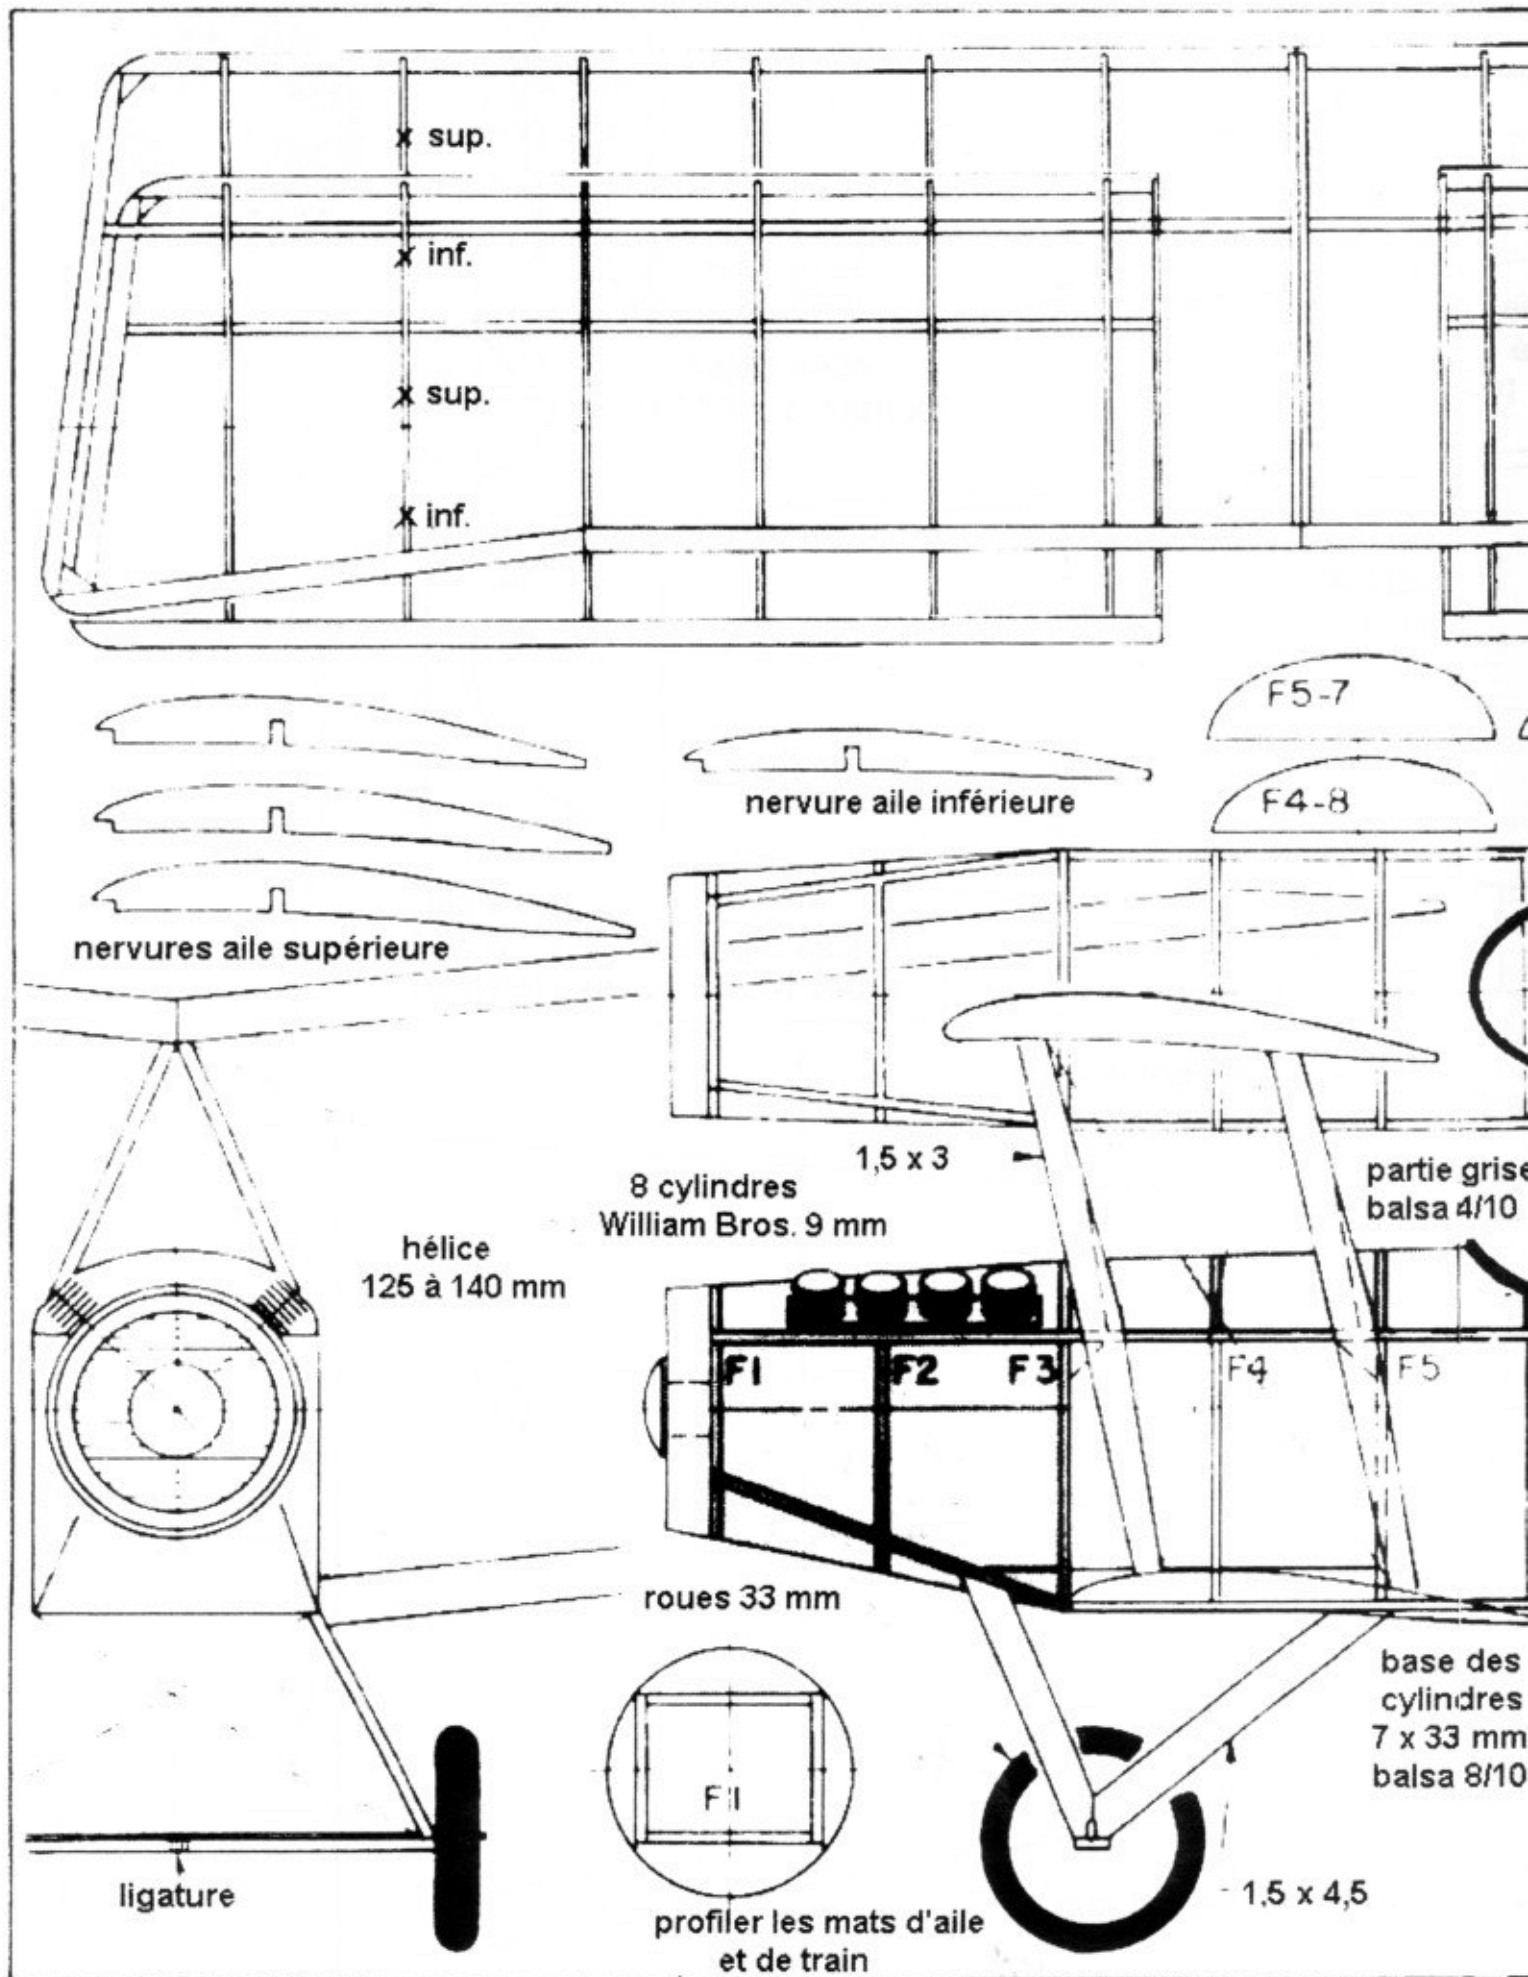 sup.
inf.
sup.
inf.
F5-7
nervure aile inférieure
F4-8
nervures aile supérieure
1,5 x 3
8 cylindres
William Bros. 9 mm
partie grise
balsa 4/10
hélice
125 à 140 mm
F1
F2
F3
F4
F5
roues 33 mm
base des
cylindres
7 x 33 mm
balsa 8/10
F1
1,5 x 4,5
ligature
profiler les mats d'aile
et de train